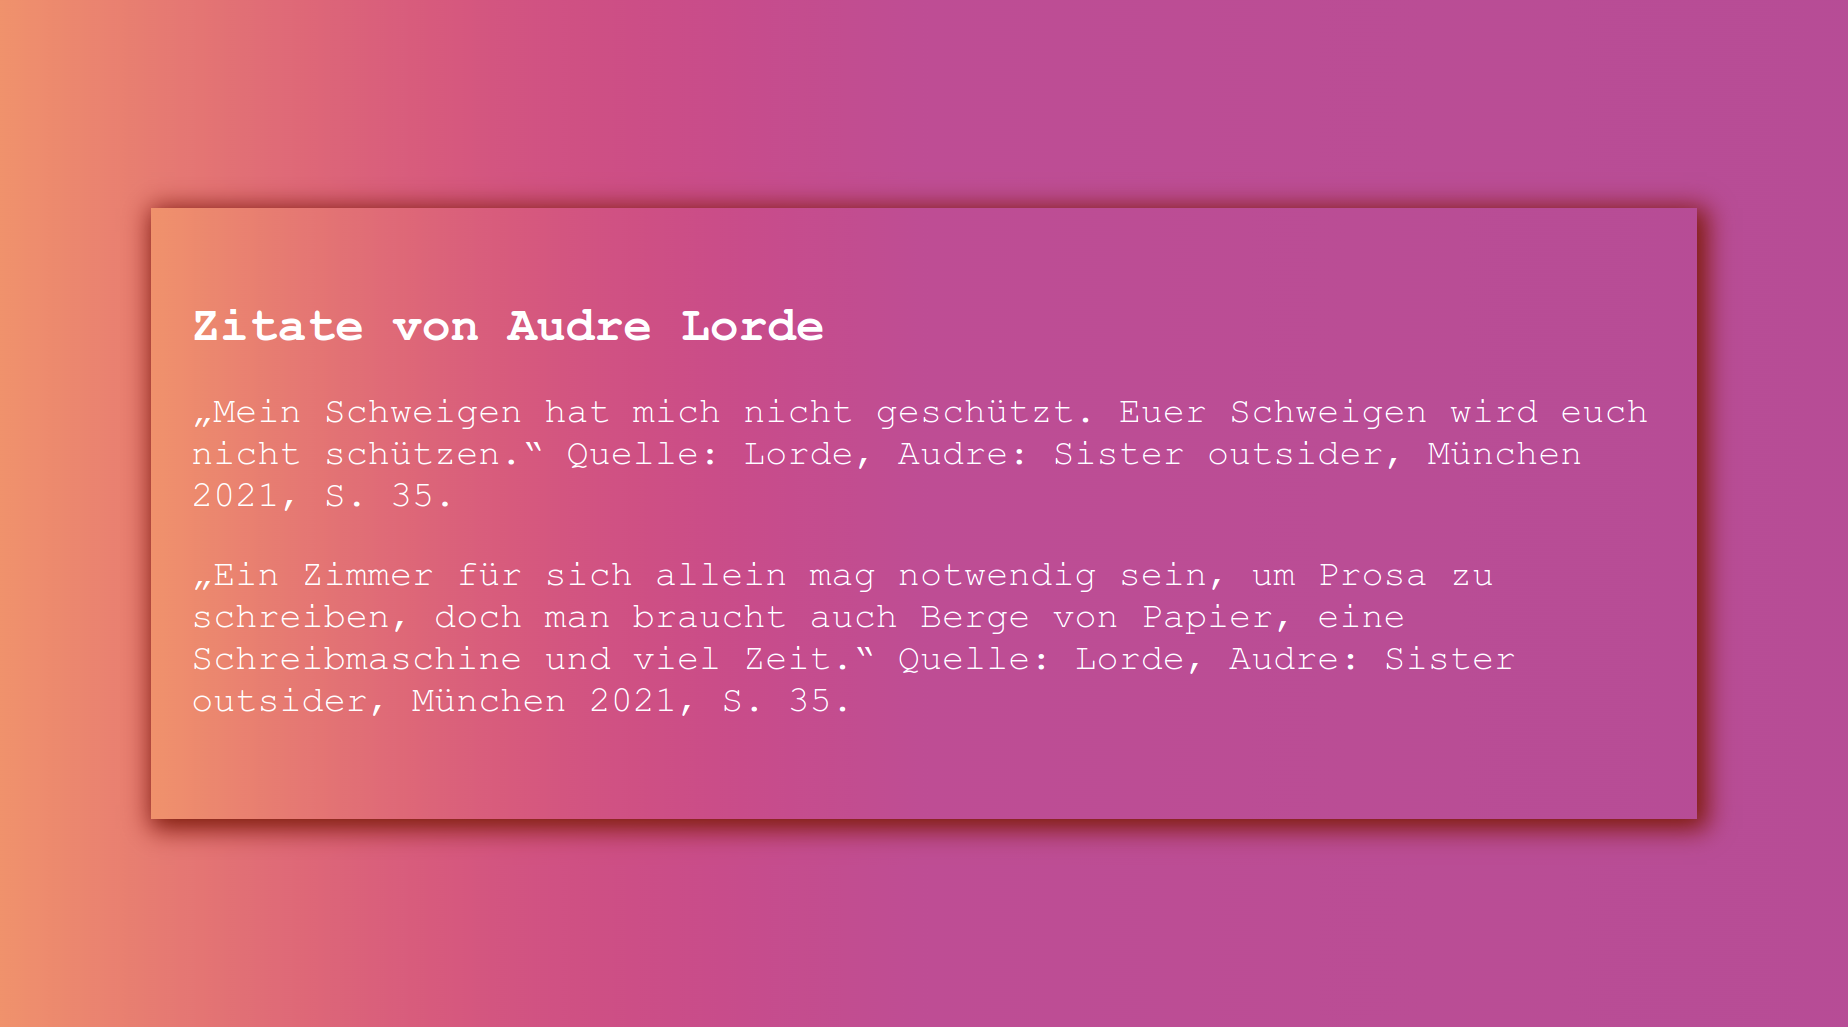 Zitate von Audre Lorde
„Mein Schweigen hat mich nicht geschützt. Euer Schweigen wird euch
nicht schützen.“ Quelle: Lorde, Audre: Sister outsider, München
2021, S. 35.
„Ein Zimmer für sich allein mag notwendig sein, um Prosa zu
schreiben, doch man braucht auch Berge von Papier, eine
Schreibmaschine und viel Zeit.“ Quelle: Lorde, Audre: Sister
outsider, München 2021, S. 35.